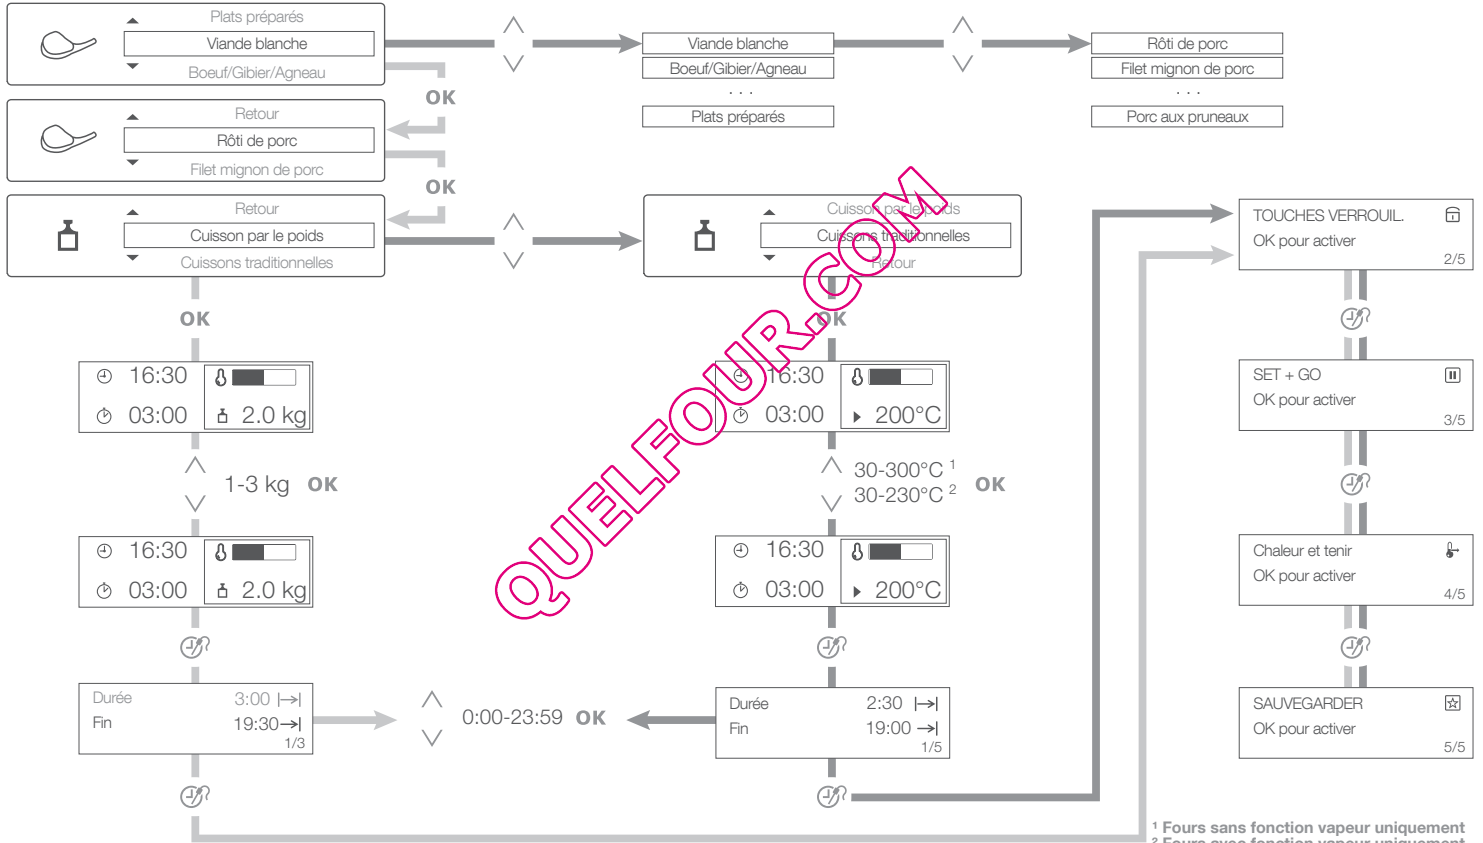 Plats préparés
Viande blanche
Boeuf/Gibier/Agneau
OK
Retour
Rôti de porc
Filet mignon de porc
OK
Retour
Cuisson par le poids
Cuissons traditionnelles
Viande blanche
Boeuf/Gibier/Agneau
. . .
Plats préparés
Rôti de porc
Filet mignon de porc
. . .
Porc aux pruneaux
Cuisson par le poids
Cuissons traditionnelles
Retour
OK
16:30
03:00 2.0 kg
1-3 kg OK
16:30
03:00 2.0 kg
Durée 3:00
Fin 19:30
1/3
0:00-23:59 OK
OK
16:30
03:00 200°C
30-300°C ¹
30-230°C ² OK
16:30
03:00 200°C
Durée 2:30
Fin 19:00
1/5
TOUCHES VERROUIL.
OK pour activer
2/5
SET + GO
OK pour activer
3/5
Chaleur et tenir
OK pour activer
4/5
SAUVEGARDER
OK pour activer
5/5
¹ Fours sans fonction vapeur uniquement
² Fours avec fonction vapeur uniquement
QUELFOUR.COM